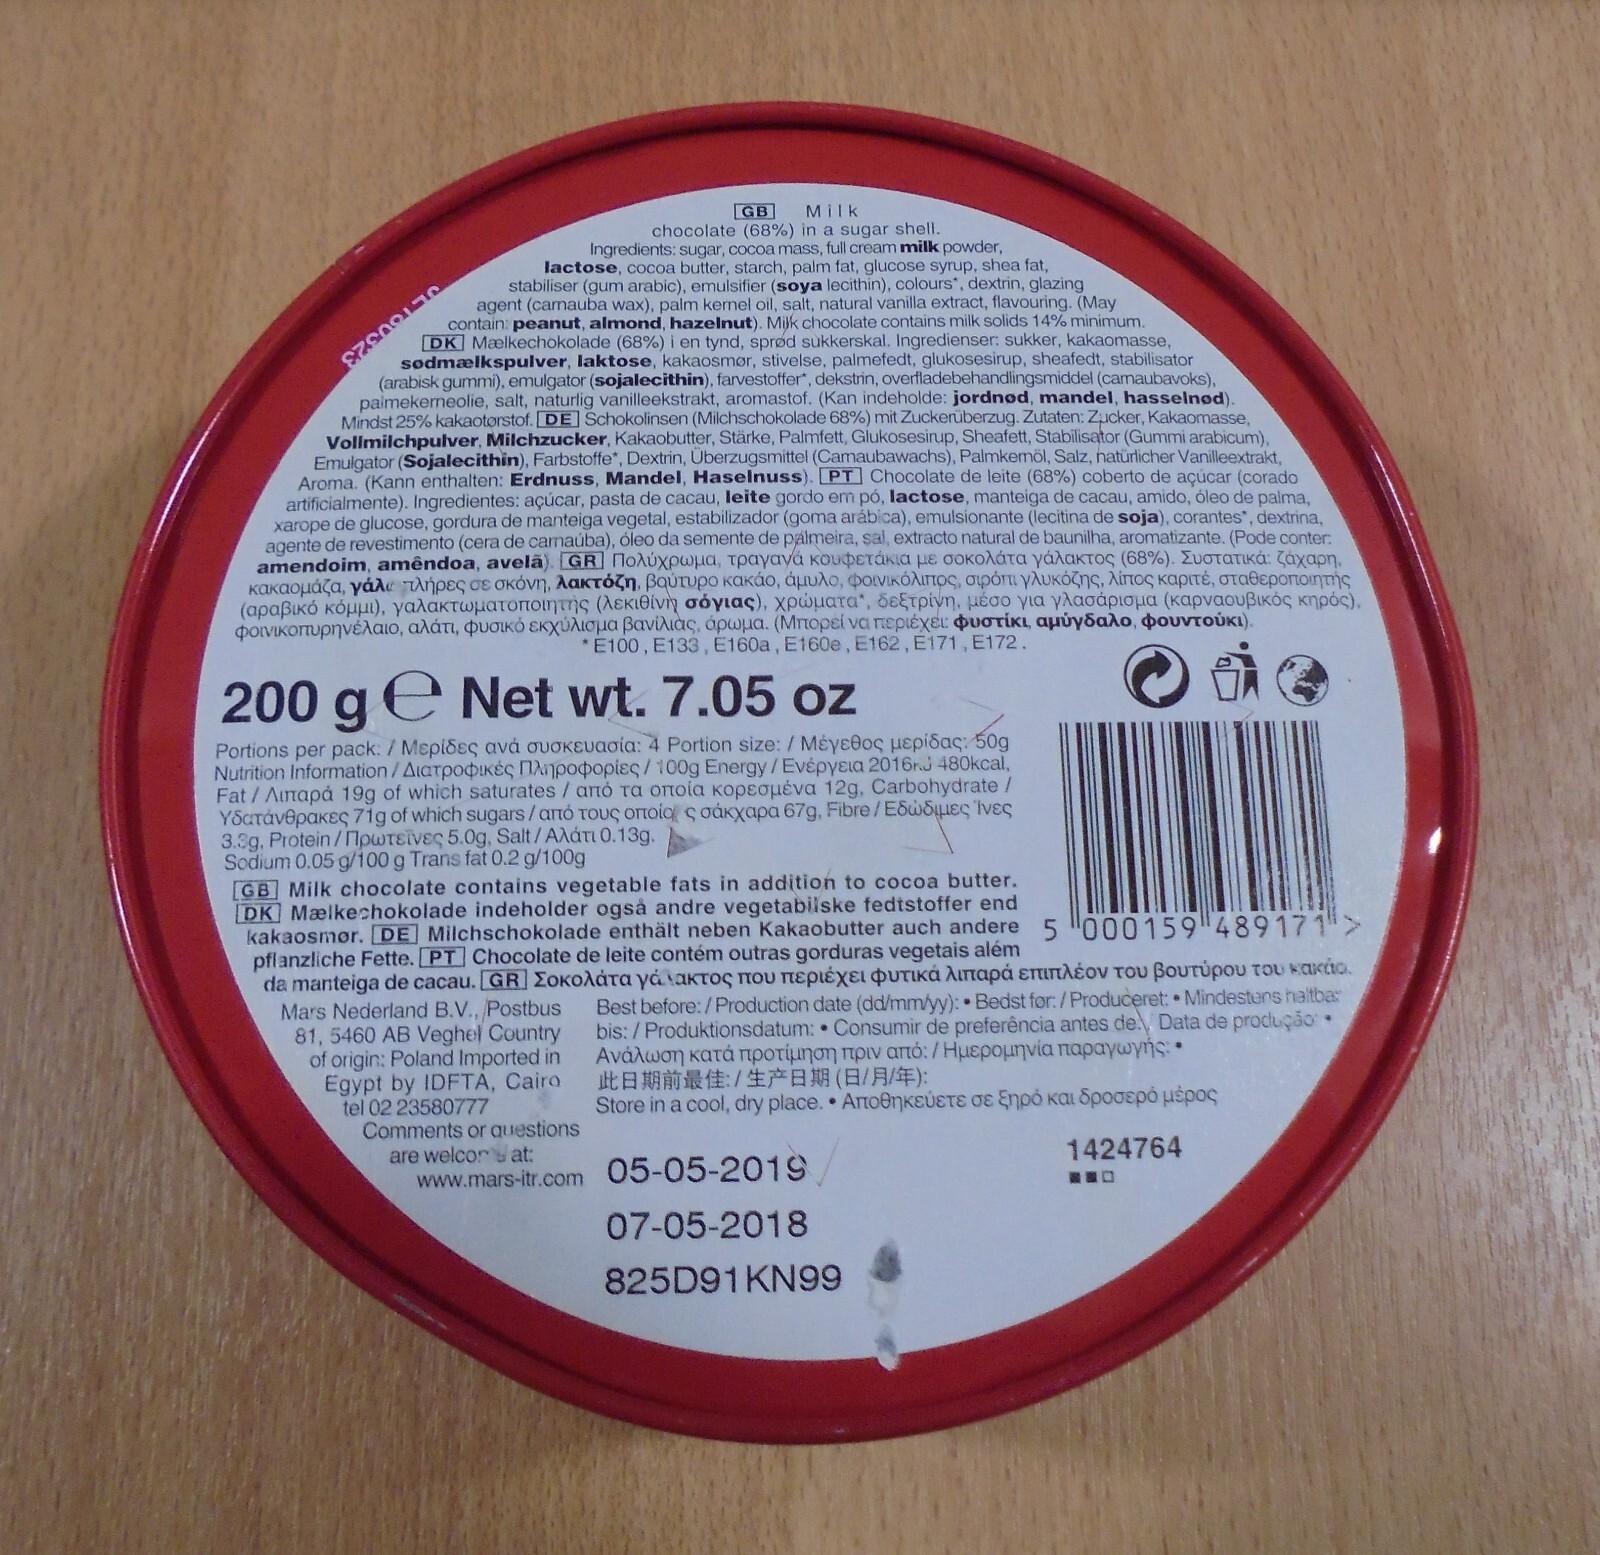 GB Milk
chocolate (68%) in a sugar shell.
Ingredients: sugar, cocoa mass, full cream milk powder,
lactose, cocoa butter, starch, palm fat, glucose syrup, shea fat,
stabiliser (gum arabic), emulsifier (soya lecithin), colours*, dextrin, glazing
agent (carnauba wax), palm kernel oil, salt, natural vanilla extract, flavouring. (May
contain: peanut, almond, hazelnut). Milk chocolate contains milk solids 14% minimum.
DK Mælkechokolade (68%) i en tynd, sprød sukkerskal. Ingredienser: sukker, kakaomasse,
sødmælkspulver, laktose, kakaosmør, stivelse, palmefedt, glukosesirup, sheafedt, stabilisator
(arabisk gummi), emulgator (sojalecithin), farvestoffer*, dekstrin, overfladebehandlingsmiddel (carnaubavoks),
palmekerneolie, salt, naturlig vanilleekstrakt, aromastof. (Kan indeholde: jordnød, mandel, hasselnød).
Mindst 25% kakaotørstof. DE Schokolinsen (Milchschokolade 68%) mit Zuckerüberzug. Zutaten: Zucker, Kakaomasse,
Vollmilchpulver, Milchzucker, Kakaobutter, Stärke, Palmfett, Glukosesirup, Sheafett, Stabilisator (Gummi arabicum),
Emulgator (Sojalecithin), Farbstoffe*, Dextrin, Überzugsmittel (Carnaubawachs), Palmkernöl, Salz, natürlicher Vanilleextrakt,
Aroma. (Kann enthalten: Erdnuss, Mandel, Haselnuss). PT Chocolate de leite (68%) coberto de açúcar (corado
artificialmente). Ingredientes: açúcar, pasta de cacau, leite gordo em pó, lactose, manteiga de cacau, amido, óleo de palma,
xarope de glucose, gordura de manteiga vegetal, estabilizador (goma arábica), emulsionante (lecitina de soja), corantes*, dextrina,
agente de revestimento (cera de carnaúba), óleo da semente de palmeira, sal, extracto natural de baunilha, aromatizante. (Pode conter:
amendoim, amêndoa, avelã). GR Πολύχρωμα, τραγανά κουφετάκια με σοκολάτα γάλακτος (68%). Συστατικά: ζάχαρη,
κακαομάζα, γάλα πλήρες σε σκόνη, λακτόζη, βούτυρο κακάο, άμυλο, φοινικόλιπος, σιρόπι γλυκόζης, λίπος καριτέ, σταθεροποιητής
(αραβικό κόμμι), γαλακτωματοποιητής (λεκιθίνη σόγιας), χρώματα*, δεξτρίνη, μέσο για γλασάρισμα (καρναουβικός κηρός),
φοινικοπυρηνέλαιο, αλάτι, φυσικό εκχύλισμα βανίλιας, άρωμα. (Μπορεί να περιέχει: φυστίκι, αμύγδαλο, φουντούκι).
* E100, E133, E160a, E160e, E162, E171, E172.
200 g e Net wt. 7.05 oz
Portions per pack: / Μερίδες ανά συσκευασία: 4 Portion size: / Μέγεθος μερίδας: 50g
Nutrition Information / Διατροφικές Πληροφορίες / 100g Energy / Ενέργεια 2016kJ 480kcal,
Fat / Λιπαρά 19g of which saturates / από τα οποία κορεσμένα 12g, Carbohydrate /
Υδατάνθρακες 71g of which sugars / από τους οποίους σάκχαρα 67g, Fibre / Εδώδιμες Ίνες
3.3g, Protein / Πρωτεΐνες 5.0g, Salt / Αλάτι 0.13g.
Sodium 0.05 g/100 g Trans fat 0.2 g/100g
GB Milk chocolate contains vegetable fats in addition to cocoa butter.
DK Mælkechokolade indeholder også andre vegetabilske fedtstoffer end
kakaosmør. DE Milchschokolade enthält neben Kakaobutter auch andere
pflanzliche Fette. PT Chocolate de leite contém outras gorduras vegetais além
da manteiga de cacau. GR Σοκολάτα γάλακτος που περιέχει φυτικά λιπαρά επιπλέον του βουτύρου του κακάο.
5 000159 489171 >
Mars Nederland B.V., Postbus
81, 5460 AB Veghel Country
of origin: Poland Imported in
Egypt by IDFTA, Cairo
tel 02 23580777
Comments or questions
are welcome at:
www.mars-itr.com
Best before: / Production date (dd/mm/yy): • Bedst før: / Produceret: • Mindestens haltbar
bis: / Produktionsdatum: • Consumir de preferência antes de: / Data de produção: •
Ανάλωση κατά προτίμηση πριν από: / Ημερομηνία παραγωγής: •
此日期前最佳: / 生产日期 (日/月/年):
Store in a cool, dry place. • Αποθηκεύετε σε ξηρό και δροσερό μέρος
05-05-2019
07-05-2018
825D91KN99
1424764